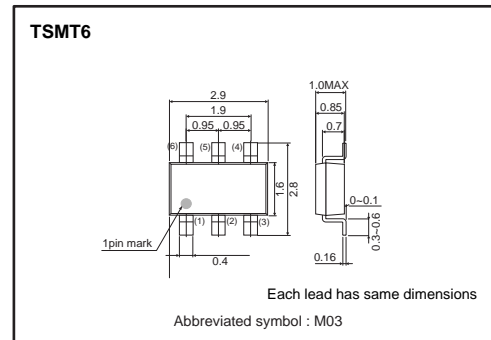 TSMT6
2.9
1.9
0.95 0.95
(6) (5) (4)
1.6
2.8
(1) (2) (3)
1pin mark
0.4
1.0MAX
0.85
0.7
0~0.1
0.3~0.6
0.16
Each lead has same dimensions
Abbreviated symbol : M03